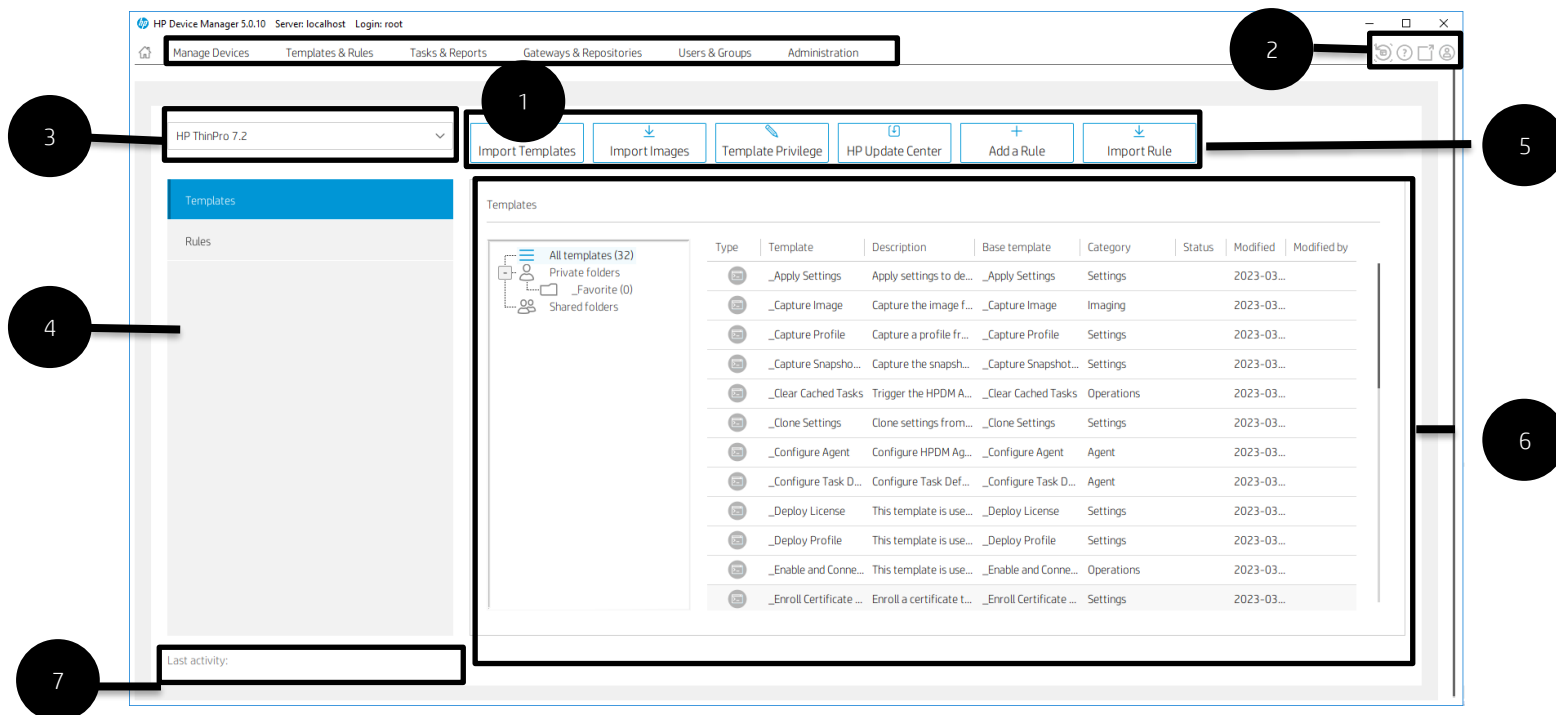 HP Device Manager 5.0.10 Server: localhost Login: root
Manage Devices Templates & Rules Tasks & Reports Gateways & Repositories Users & Groups Administration
2
1
3
HP ThinPro 7.2
Import Templates Import Images Template Privilege HP Update Center Add a Rule Import Rule
5
Templates
Rules
4
Templates
All templates (32)
Private folders
_Favorite (0)
Shared folders
Type Template Description Base template Category Status Modified Modified by
_Apply Settings Apply settings to de... _Apply Settings Settings 2023-03...
_Capture Image Capture the image f... _Capture Image Imaging 2023-03...
_Capture Profile Capture a profile fr... _Capture Profile Settings 2023-03...
_Capture Snapsho... Capture the snapsh... _Capture Snapshot... Settings 2023-03...
_Clear Cached Tasks Trigger the HPDM A... _Clear Cached Tasks Operations 2023-03...
_Clone Settings Clone settings from... _Clone Settings Settings 2023-03...
_Configure Agent Configure HPDM Ag... _Configure Agent Agent 2023-03...
_Configure Task D... Configure Task Def... _Configure Task D... Agent 2023-03...
_Deploy License This template is use... _Deploy License Settings 2023-03...
_Deploy Profile This template is use... _Deploy Profile Settings 2023-03...
_Enable and Conne... This template is use... _Enable and Conne... Operations 2023-03...
_Enroll Certificate ... Enroll a certificate t... _Enroll Certificate ... Settings 2023-03...
6
Last activity:
7